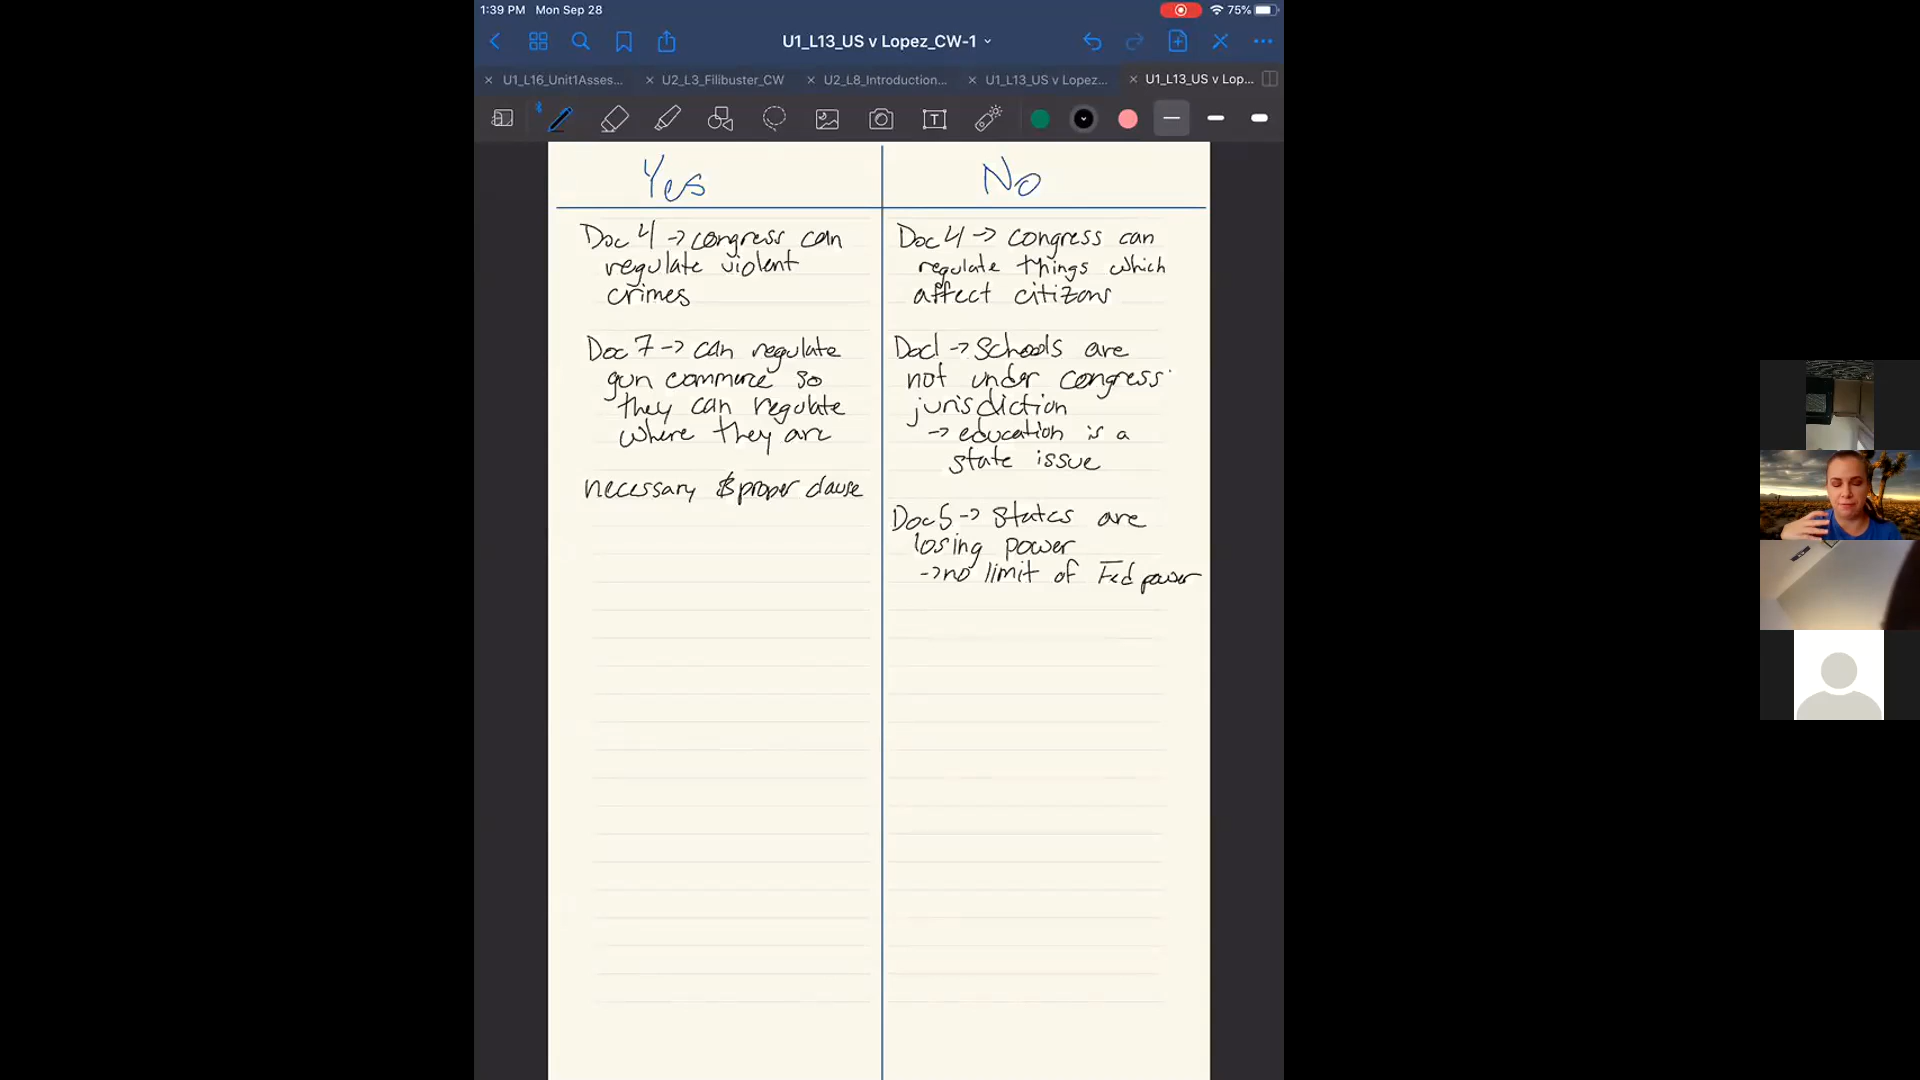 1:39 PM Mon Sep 28
75%
U1_L13_US v Lopez_CW-1
U1_L16_Unit1Asses...
U2_L3_Filibuster_CW
U2_L8_Introduction...
U1_L13_US v Lopez...
U1_L13_US v Lop...
T
Yes
Doc 4 -> congress can
regulate violent
crimes
Doc 7 -> can regulate
gun commerce so
they can regulate
where they are
necessary & proper clause
No
Doc 4 -> congress can
regulate things which
affect citizens
Doc 1 -> schools are
not under congress'
jurisdiction
-> education is a
state issue
Doc 5 -> states are
losing power
-> no limit of Fed power